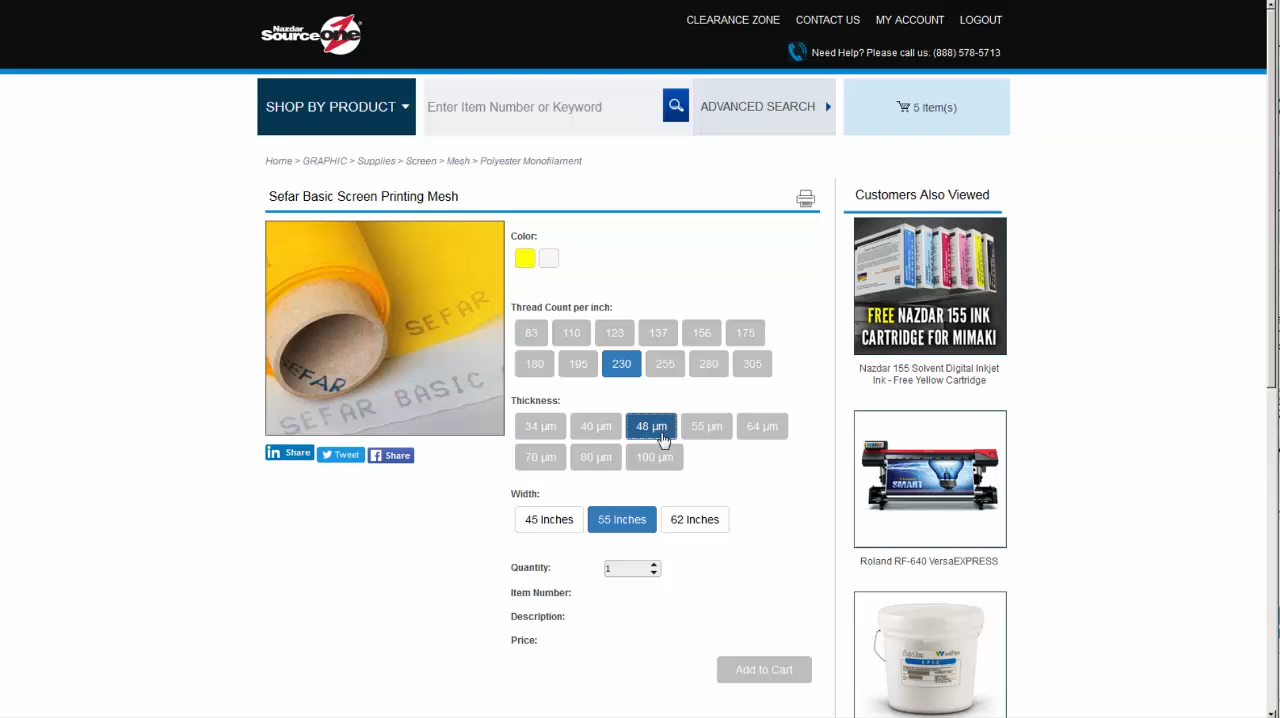 Nazdar
SourceOne
CLEARANCE ZONE CONTACT US MY ACCOUNT LOGOUT
Need Help? Please call us: (888) 578-5713
SHOP BY PRODUCT
Enter Item Number or Keyword
ADVANCED SEARCH
5 Item(s)
Home > GRAPHIC > Supplies > Screen > Mesh > Polyester Monofilament
Sefar Basic Screen Printing Mesh
SEFAR
SEFAR
SEFAR BASIC
Share
Tweet
Share
Color:
Thread Count per inch:
83 110 123 137 156 175
180 195 230 255 280 305
Thickness:
34 µm 40 µm 48 µm 55 µm 64 µm
70 µm 80 µm 100 µm
Width:
45 Inches 55 Inches 62 Inches
Quantity: 1
Item Number:
Description:
Price:
Add to Cart
Customers Also Viewed
FREE NAZDAR 155 INK
CARTRIDGE FOR MIMAKI
Nazdar 155 Solvent Digital Inkjet
Ink - Free Yellow Cartridge
SMART
Roland RF-640 VersaEXPRESS
PolyOne
wilflex
EPIC